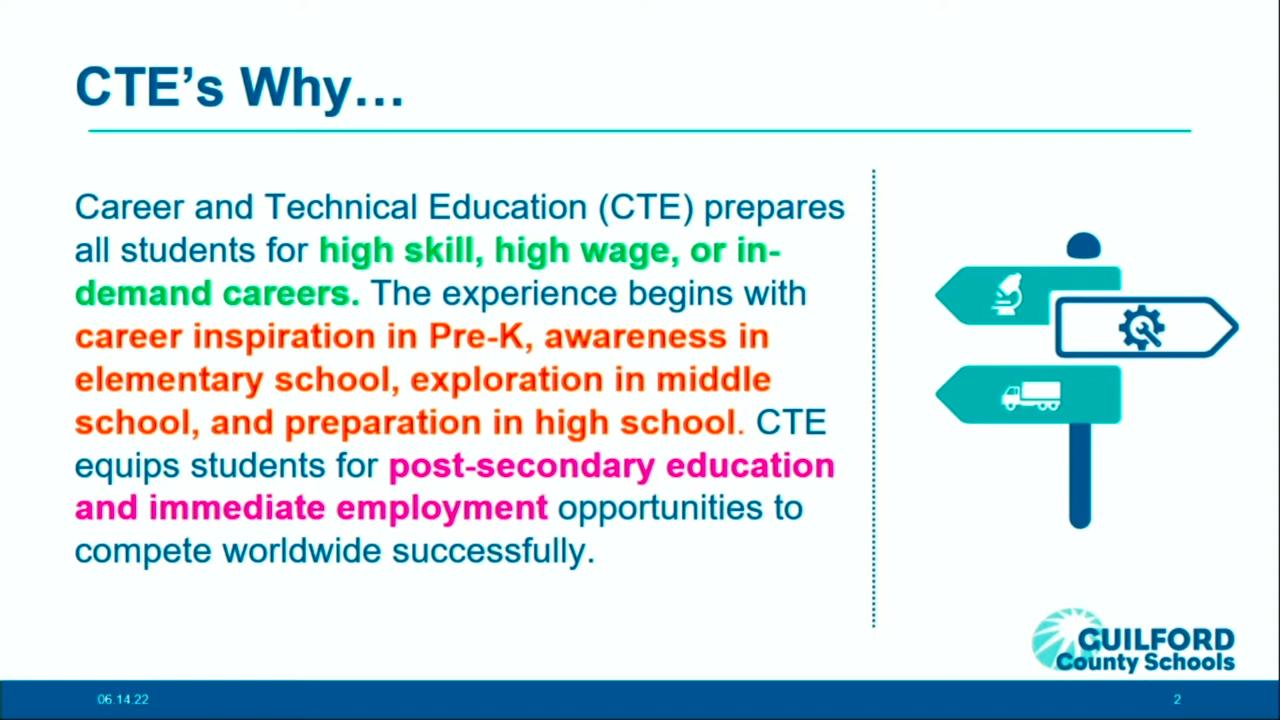 CTE’s Why…
Career and Technical Education (CTE) prepares
all students for high skill, high wage, or in-
demand careers. The experience begins with
career inspiration in Pre-K, awareness in
elementary school, exploration in middle
school, and preparation in high school. CTE
equips students for post-secondary education
and immediate employment opportunities to
compete worldwide successfully.
GUILFORD
County Schools
06.14.22
2